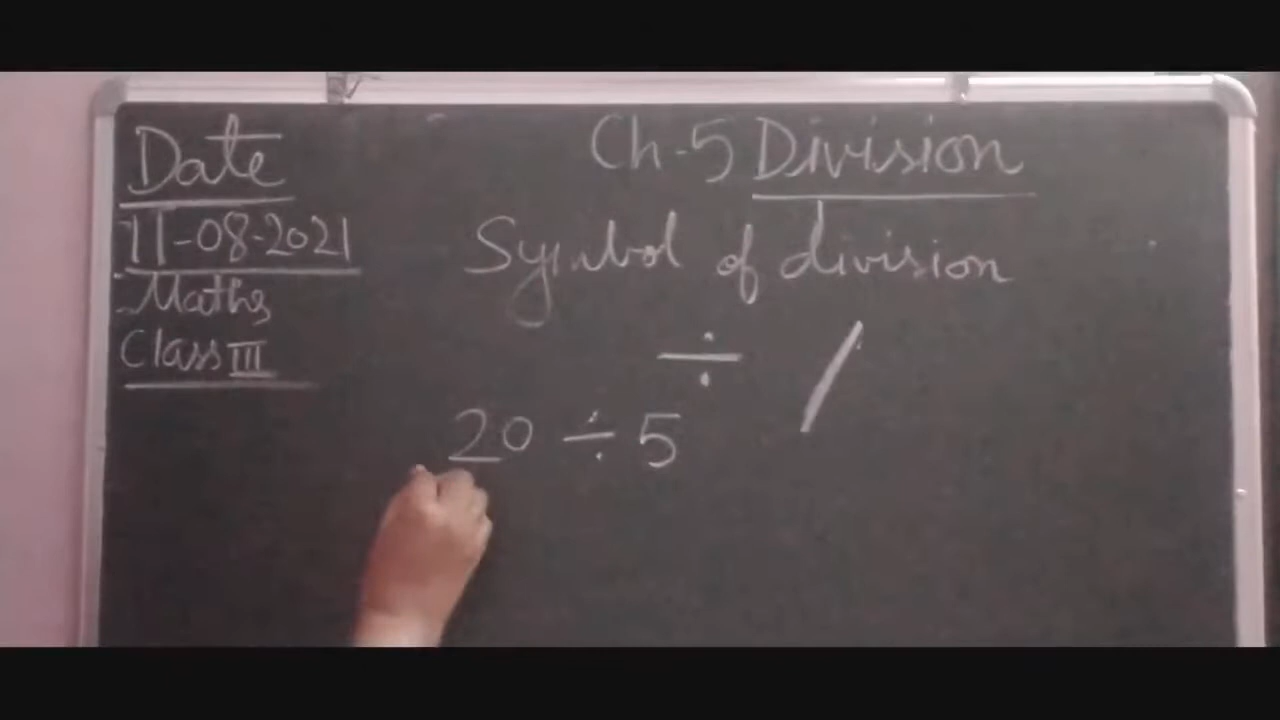 Date
11-08-2021
Maths
Class III
Ch-5 Division
Symbol of division
÷ /
20 ÷ 5